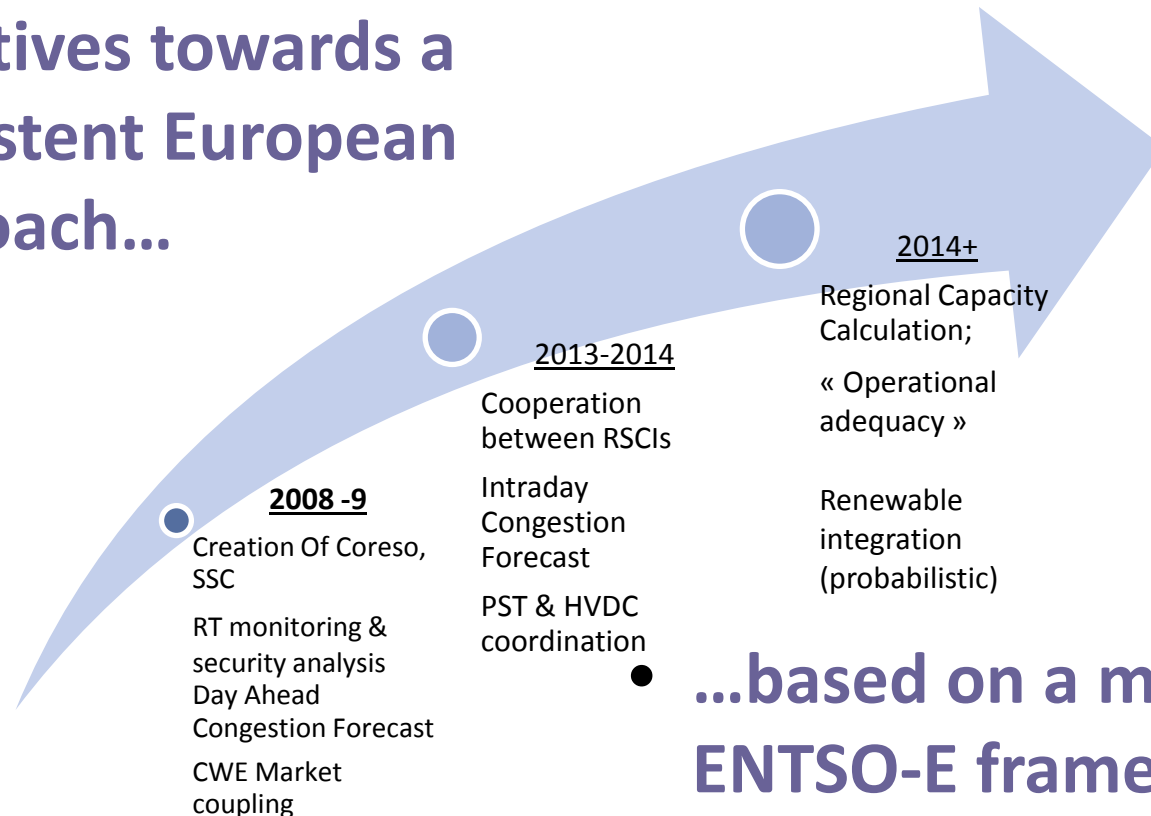 tives towards a
stent European
oach…
2008 -9
Creation Of Coreso,
SSC
RT monitoring &
security analysis
Day Ahead
Congestion Forecast
CWE Market
coupling
2013-2014
Cooperation
between RSCIs
Intraday
Congestion
Forecast
PST & HVDC
coordination
2014+
Regional Capacity
Calculation;
« Operational
adequacy »
Renewable
integration
(probabilistic)
• …based on a m
ENTSO-E frame